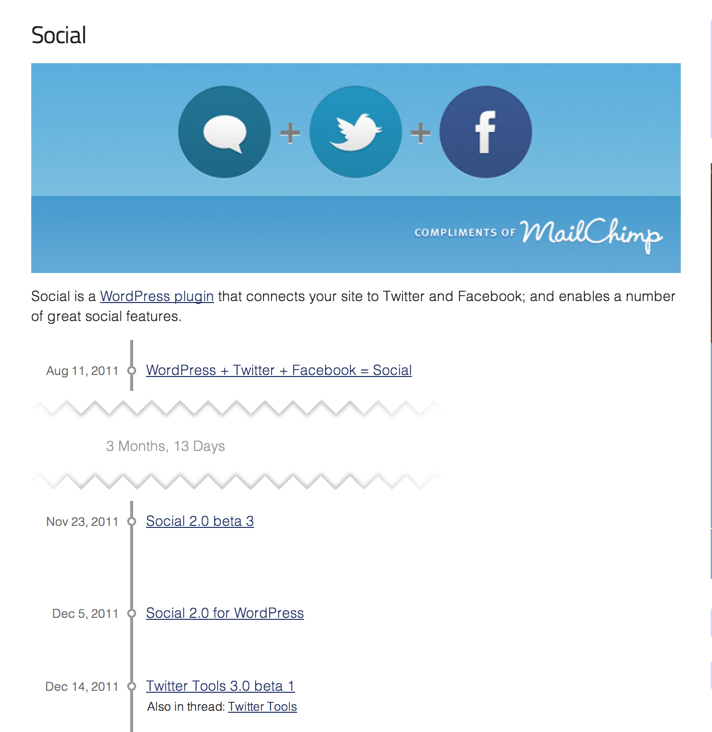 Social
COMPLIMENTS OF MailChimp
Social is a WordPress plugin that connects your site to Twitter and Facebook; and enables a number
of great social features.
Aug 11, 2011 WordPress + Twitter + Facebook = Social
3 Months, 13 Days
Nov 23, 2011 Social 2.0 beta 3
Dec 5, 2011 Social 2.0 for WordPress
Dec 14, 2011 Twitter Tools 3.0 beta 1
Also in thread: Twitter Tools